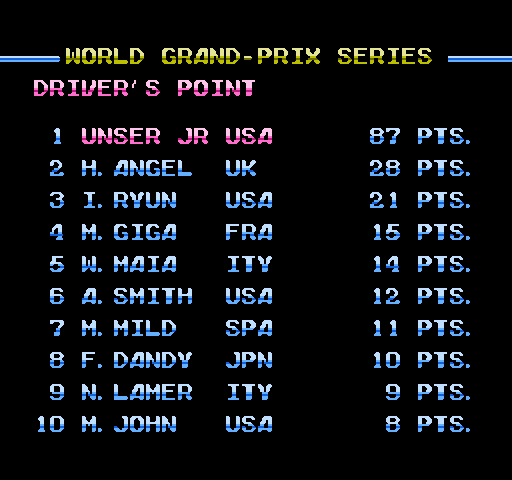 WORLD GRAND-PRIX SERIES
DRIVER'S POINT
1 UNSER JR USA 87 PTS.
2 H. ANGEL UK 28 PTS.
3 I. RYUN USA 21 PTS.
4 M. GIGA FRA 15 PTS.
5 W. MAIA ITY 14 PTS.
6 A. SMITH USA 12 PTS.
7 M. MILD SPA 11 PTS.
8 F. DANDY JPN 10 PTS.
9 N. LAMER ITY 9 PTS.
10 M. JOHN USA 8 PTS.